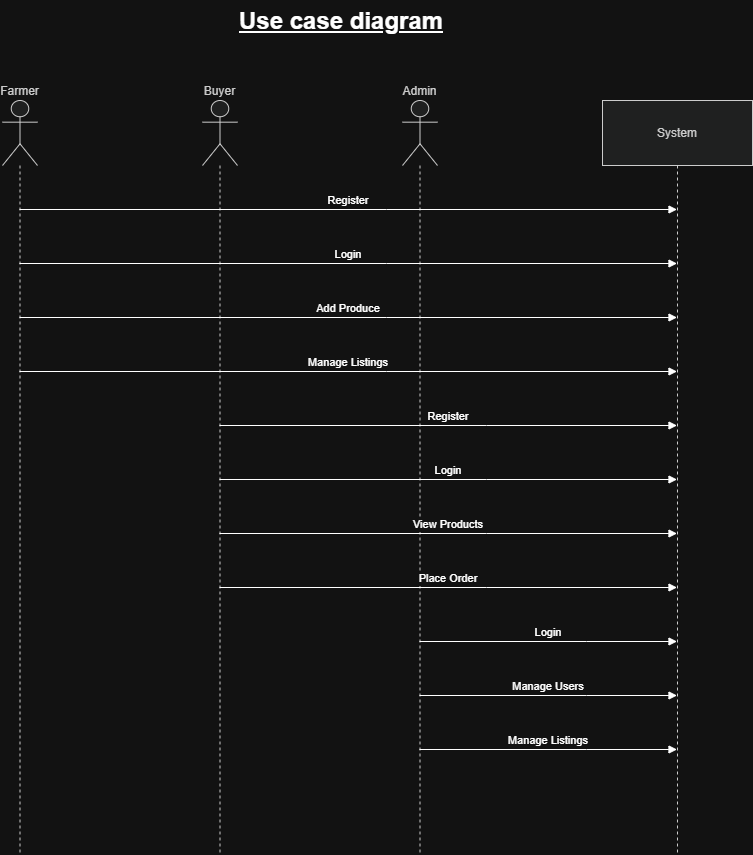 Use case diagram
Farmer
Buyer
Admin
System
Register
Login
Add Produce
Manage Listings
Register
Login
View Products
Place Order
Login
Manage Users
Manage Listings